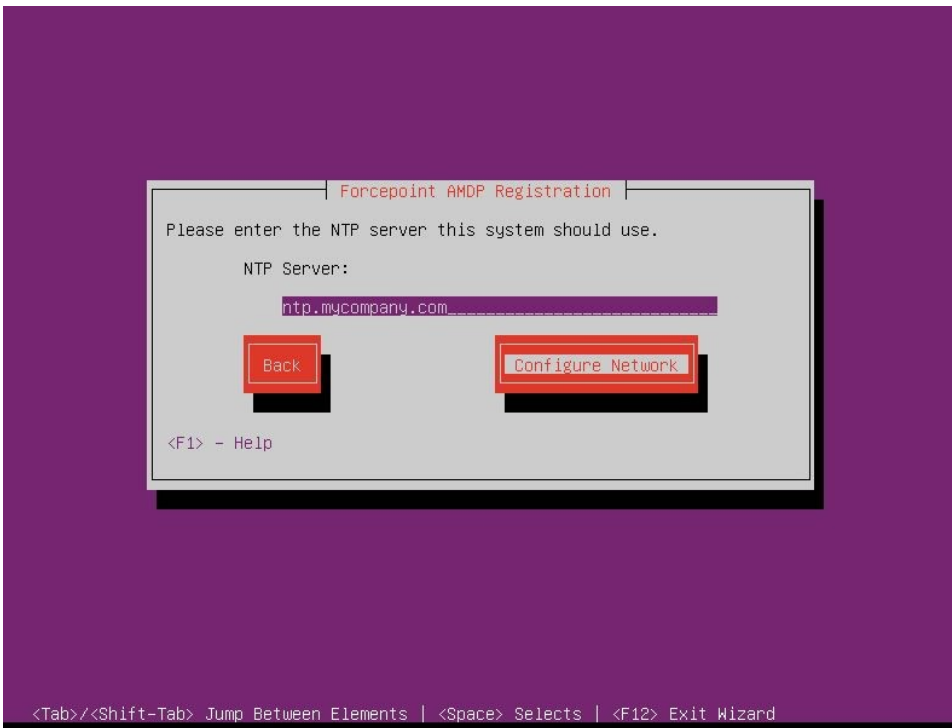 Forcepoint AMDP Registration
Please enter the NTP server this system should use.
NTP Server:
ntp.mycompany.com____________________________
Back
Configure Network
<F1> - Help
<Tab>/<Shift-Tab> Jump Between Elements | <Space> Selects | <F12> Exit Wizard